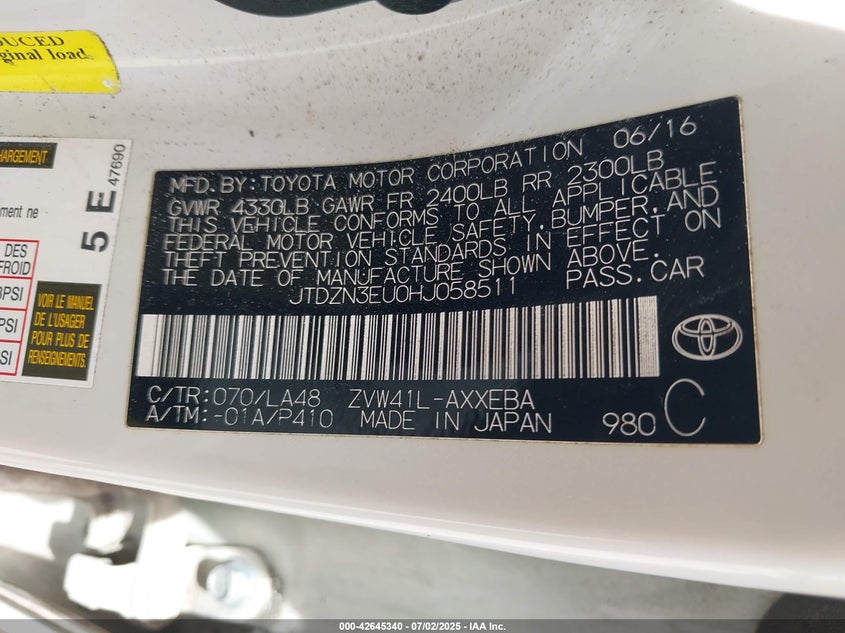 DUCED
ginal load
CHARGEMENT
ment ne
5 E 47690
DES
FROID
PSI
PSI
SI
VOIR LE MANUEL
DE L'USAGER
POUR PLUS DE
RENSEIGNEMENTS.
MFD. BY: TOYOTA MOTOR CORPORATION 06/16
GVWR 4330LB GAWR FR 2400LB RR 2300LB
THIS VEHICLE CONFORMS TO ALL APPLICABLE
FEDERAL MOTOR VEHICLE SAFETY, BUMPER, AND
THEFT PREVENTION STANDARDS IN EFFECT ON
THE DATE OF MANUFACTURE SHOWN ABOVE.
JTDZN3EU0HJ058511 PASS. CAR
C/TR: 070/LA48 ZVW41L-AXXEBA
A/TM: -01A/P410 MADE IN JAPAN 980 C
000-42645340 - 07/02/2025 - IAA Inc.